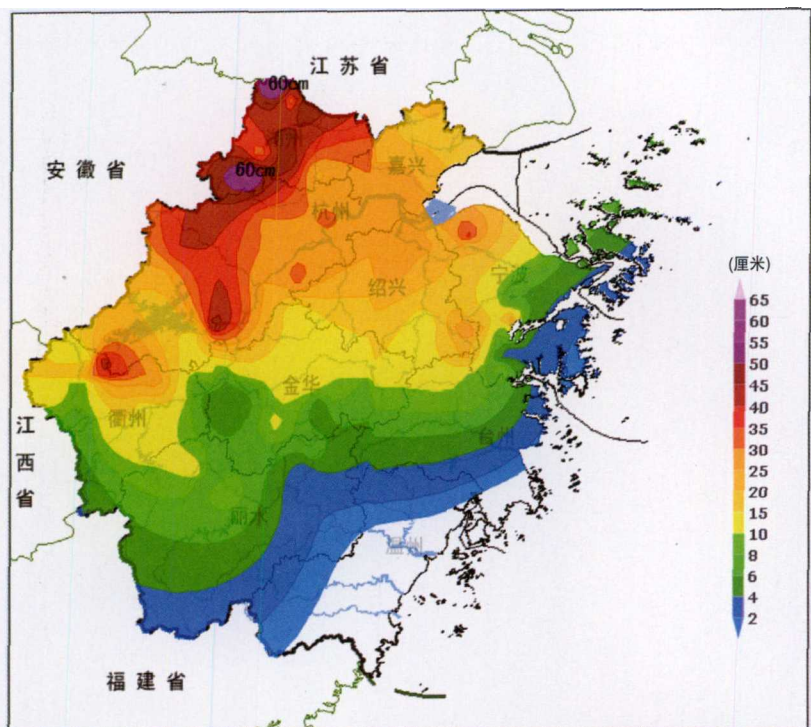 江苏省
60cm
湖州
安徽省
嘉兴
60cm
杭州
(厘米)
宁波
绍兴
65
60
55
50
45
40
35
30
25
20
15
10
8
6
4
2
金华
衢州
江西省
台州
丽水
温州
福建省